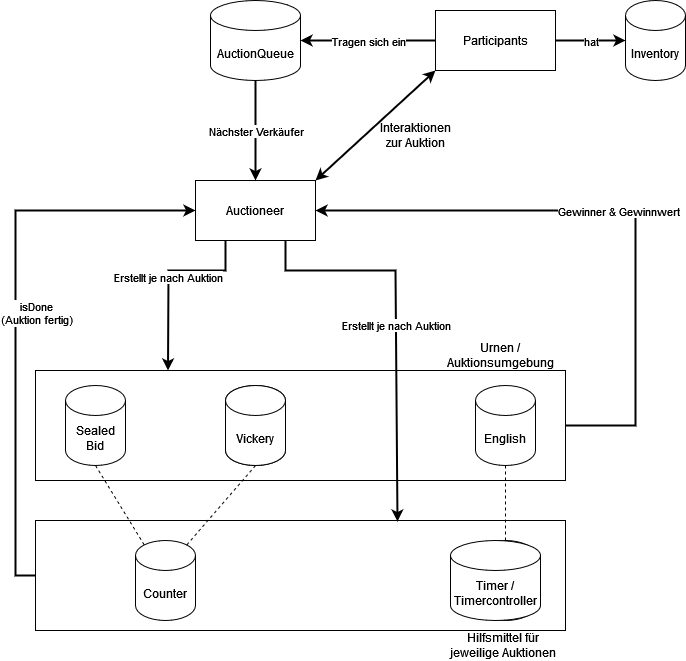 AuctionQueue
Tragen sich ein
Participants
hat
Inventory
Nächster Verkäufer
Interaktionen
zur Auktion
Auctioneer
Gewinner & Gewinnwert
Erstellt je nach Auktion
isDone
(Auktion fertig)
Erstellt je nach Auktion
Urnen /
Auktionsumgebung
Sealed
Bid
Vickery
English
Counter
Timer /
Timercontroller
Hilfsmittel für
jeweilige Auktionen